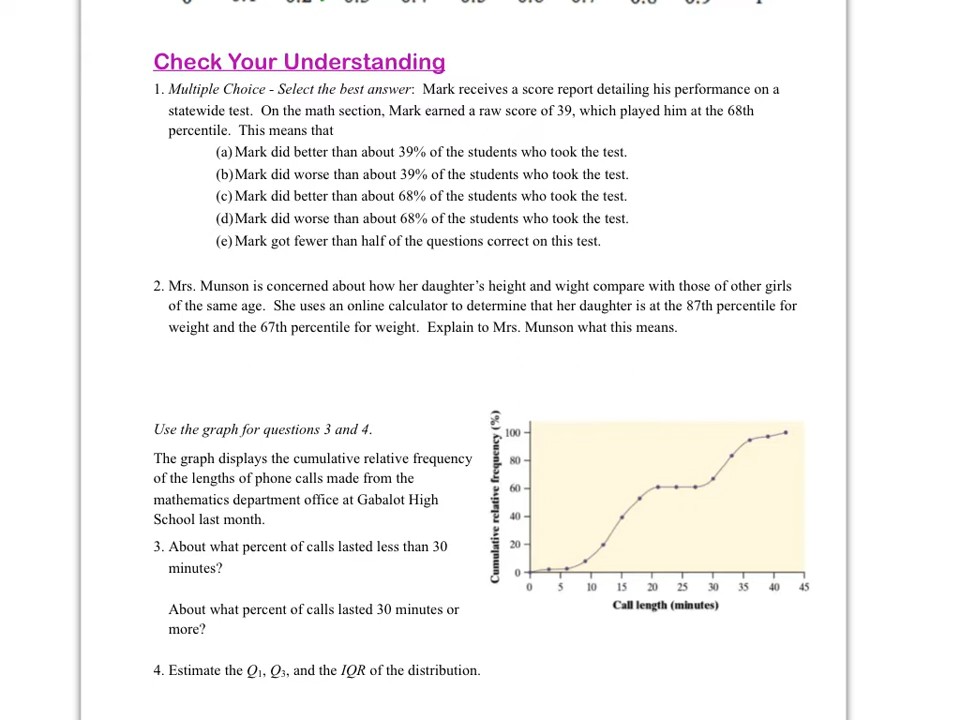 Check Your Understanding
1. Multiple Choice - Select the best answer:  Mark receives a score report detailing his performance on a
statewide test.  On the math section, Mark earned a raw score of 39, which played him at the 68th
percentile.  This means that
(a) Mark did better than about 39% of the students who took the test.
(b) Mark did worse than about 39% of the students who took the test.
(c) Mark did better than about 68% of the students who took the test.
(d) Mark did worse than about 68% of the students who took the test.
(e) Mark got fewer than half of the questions correct on this test.
2. Mrs. Munson is concerned about how her daughter's height and wight compare with those of other girls
of the same age.  She uses an online calculator to determine that her daughter is at the 87th percentile for
weight and the 67th percentile for weight.  Explain to Mrs. Munson what this means.
Use the graph for questions 3 and 4.
The graph displays the cumulative relative frequency
of the lengths of phone calls made from the
mathematics department office at Gabalot High
School last month.
3. About what percent of calls lasted less than 30
minutes?
About what percent of calls lasted 30 minutes or
more?
4. Estimate the Q1, Q3, and the IQR of the distribution.
Cumulative relative frequency (%)
100
80
60
40
20
0
0 5 10 15 20 25 30 35 40 45
Call length (minutes)